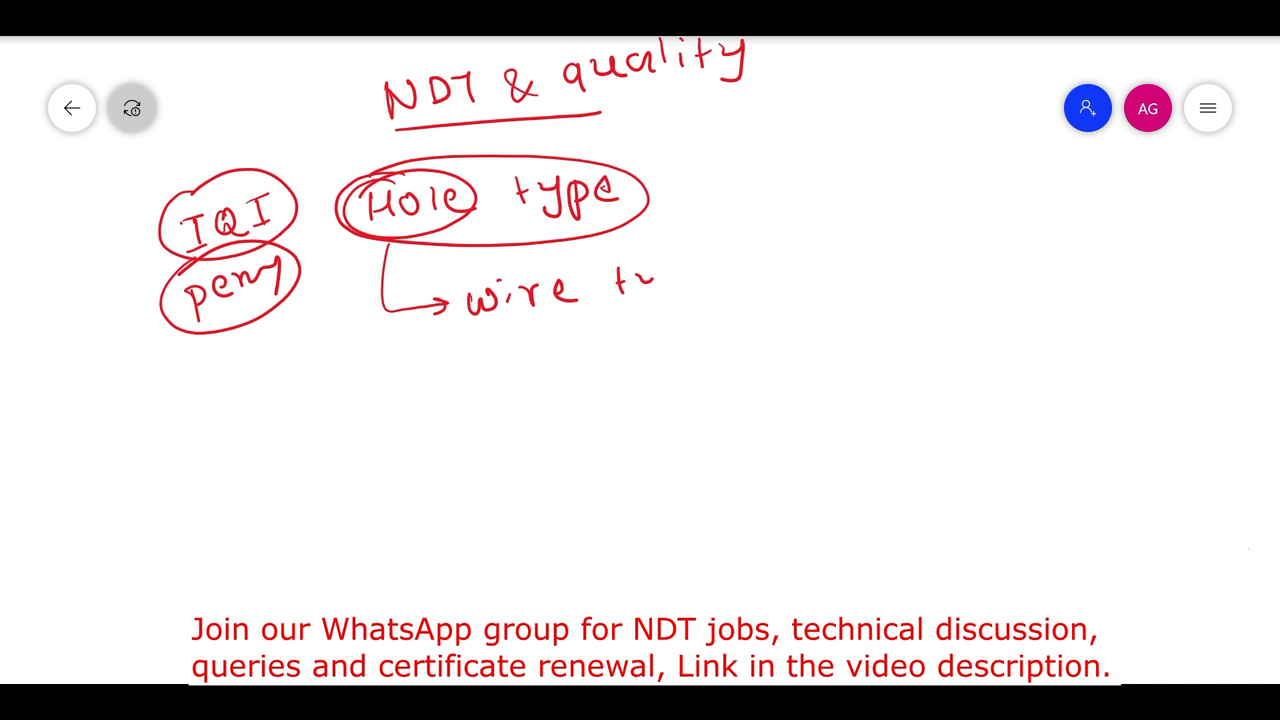 NDT & quality
AG
IQI Hole type
peny
wire ty
Join our WhatsApp group for NDT jobs, technical discussion,
queries and certificate renewal, Link in the video description.